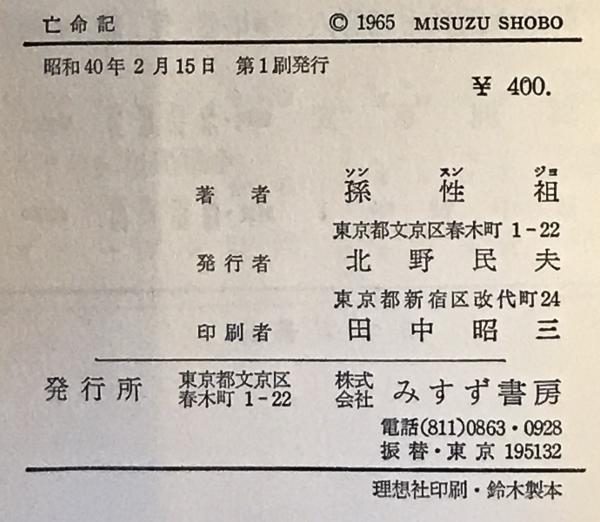 亡命記 © 1965 MISUZU SHOBO
昭和40年2月15日 第1刷発行
¥ 400.
ソン スン ジョ
著者 孫性祖
東京都文京区春木町 1-22
発行者 北野民夫
東京都新宿区改代町24
印刷者 田中昭三
発行所 東京都文京区春木町 1-22 株式会社 みすず書房
電話(811)0863・0928
振替・東京 195132
理想社印刷・鈴木製本